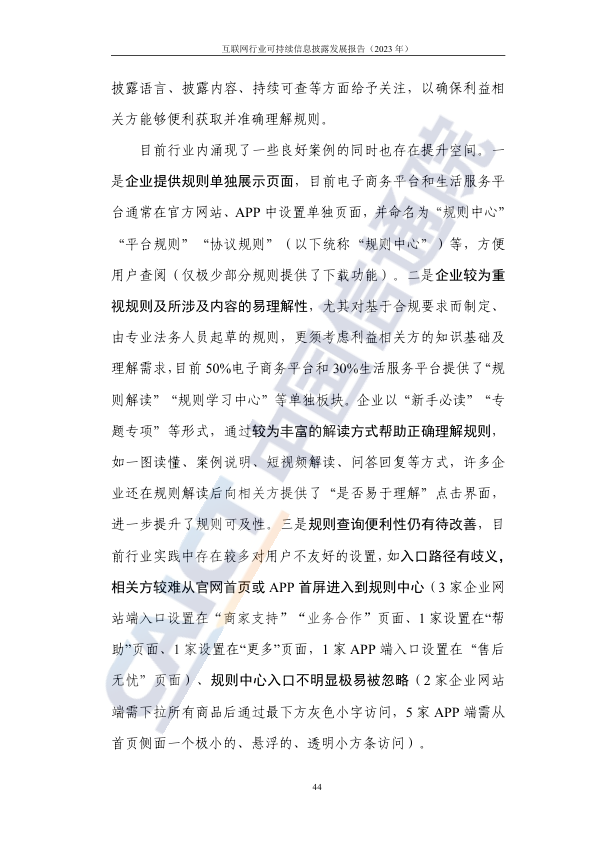 互联网行业可持续信息披露发展报告（2023 年）
披露语言、披露内容、持续可查等方面给予关注，以确保利益相
关方能够便利获取并准确理解规则。
目前行业内涌现了一些良好案例的同时也存在提升空间。一
是企业提供规则单独展示页面，目前电子商务平台和生活服务平
台通常在官方网站、APP 中设置单独页面，并命名为“规则中心”
“平台规则”“协议规则”（以下统称“规则中心”）等，方便
用户查阅（仅极少部分规则提供了下载功能）。二是企业较为重
视规则及所涉及内容的易理解性，尤其对基于合规要求而制定、
由专业法务人员起草的规则，更须考虑利益相关方的知识基础及
理解需求，目前 50%电子商务平台和 30%生活服务平台提供了“规
则解读”“规则学习中心”等单独板块。企业以“新手必读”“专
题专项”等形式，通过较为丰富的解读方式帮助正确理解规则，
如一图读懂、案例说明、短视频解读、问答回复等方式，许多企
业还在规则解读后向相关方提供了“是否易于理解”点击界面，
进一步提升了规则可及性。三是规则查询便利性仍有待改善，目
前行业实践中存在较多对用户不友好的设置，如入口路径有歧义，
相关方较难从官网首页或 APP 首屏进入到规则中心（3 家企业网
站端入口设置在“商家支持”“业务合作”页面、1 家设置在“帮
助”页面、1 家设置在“更多”页面，1 家 APP 端入口设置在“售后
无忧”页面）、规则中心入口不明显极易被忽略（2 家企业网站
端需下拉所有商品后通过最下方灰色小字访问，5 家 APP 端需从
首页侧面一个极小的、悬浮的、透明小方条访问）。
44
CAICT 中国信通院